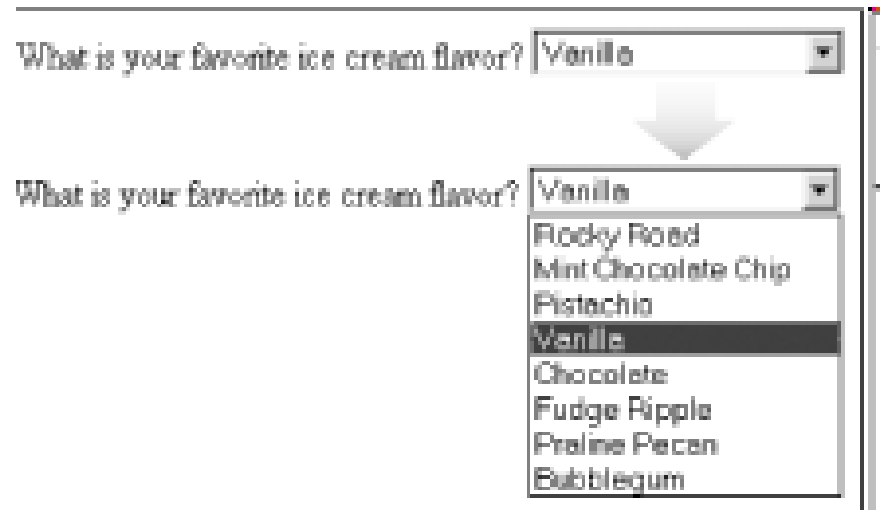 What is your favorite ice cream flavor? Vanilla
What is your favorite ice cream flavor? Vanilla
Rocky Road
Mint Chocolate Chip
Pistachio
Vanilla
Chocolate
Fudge Ripple
Praline Pecan
Bubblegum